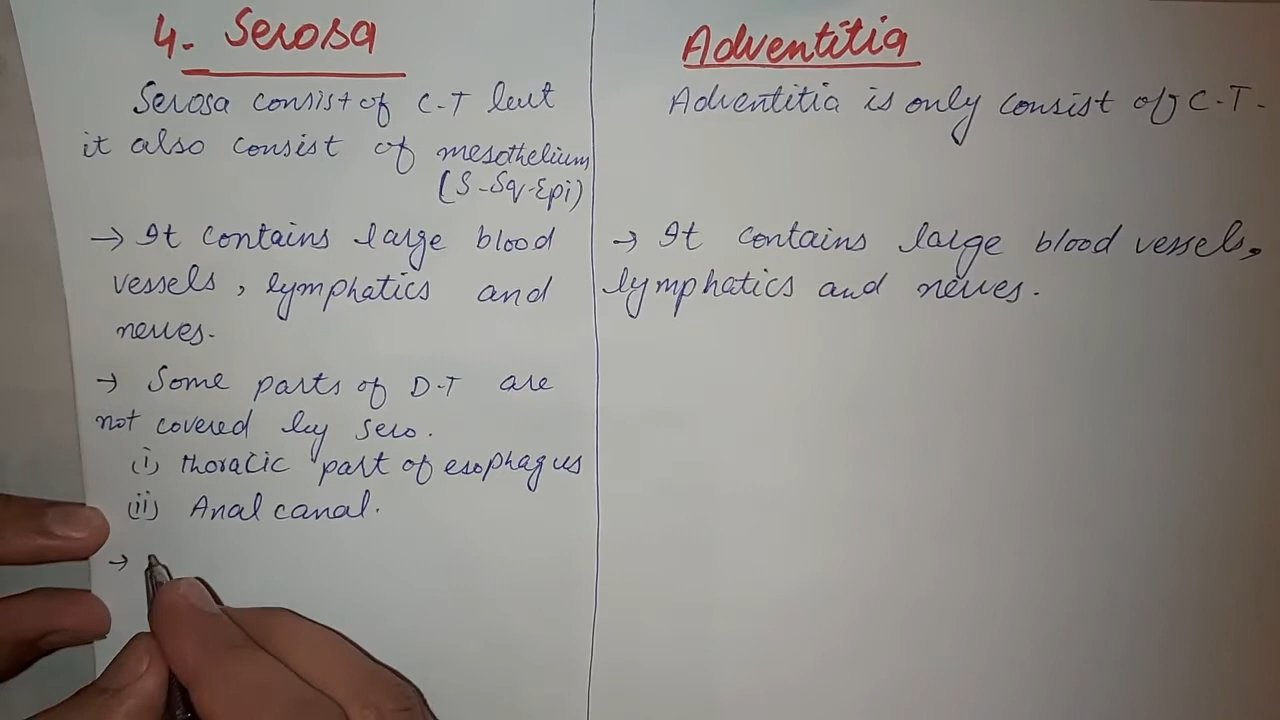 4. Serosa
Serosa consist of C.T but
it also consist of mesothelium
(S-Sq-Epi)
→ It contains large blood
vessels, lymphatics and
nerves.
→ Some parts of D.T are
not covered by sero.
(i) thoracic part of esophagus
(ii) Anal canal.
→
Adventitia
Adventitia is only consist of C.T.
→ It contains large blood vessels,
lymphatics and nerves.